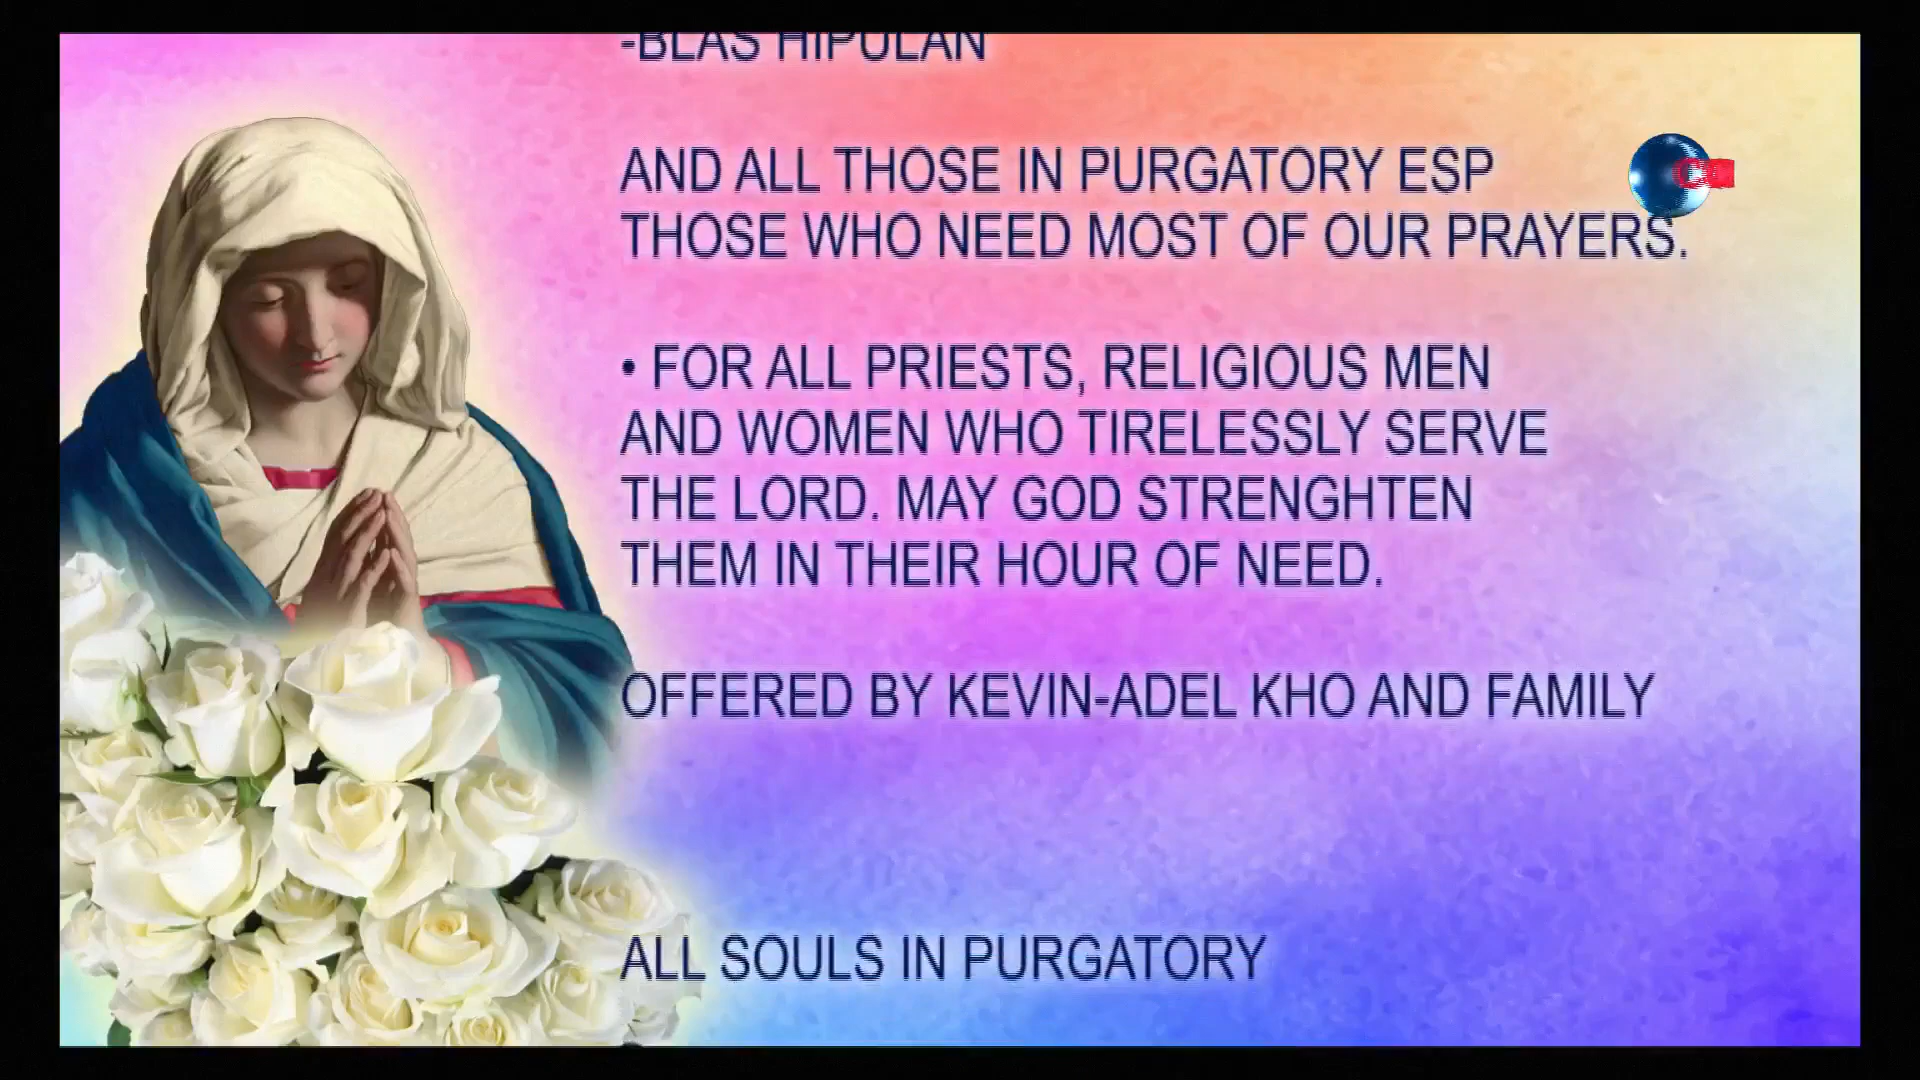 -BLAS HIPULAN
AND ALL THOSE IN PURGATORY ESP
THOSE WHO NEED MOST OF OUR PRAYERS.
• FOR ALL PRIESTS, RELIGIOUS MEN
AND WOMEN WHO TIRELESSLY SERVE
THE LORD. MAY GOD STRENGHTEN
THEM IN THEIR HOUR OF NEED.
OFFERED BY KEVIN-ADEL KHO AND FAMILY
ALL SOULS IN PURGATORY